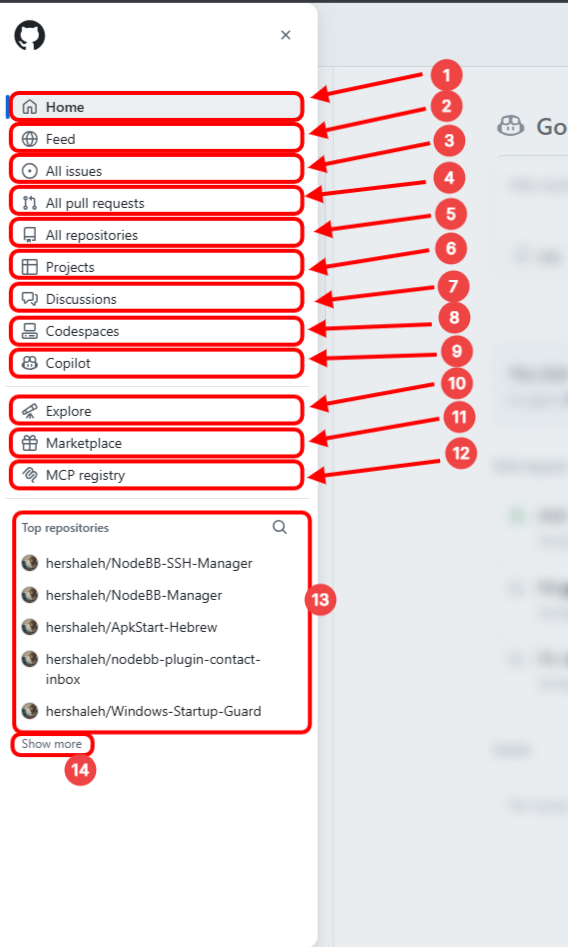 Home
1
Feed
2
All issues
3
All pull requests
4
All repositories
5
Projects
6
Discussions
7
Codespaces
8
Copilot
9
Explore
10
Marketplace
11
MCP registry
12
Top repositories
hershaleh/NodeBB-SSH-Manager
hershaleh/NodeBB-Manager
13
hershaleh/ApkStart-Hebrew
hershaleh/nodebb-plugin-contact-
inbox
hershaleh/Windows-Startup-Guard
Show more
14
Go